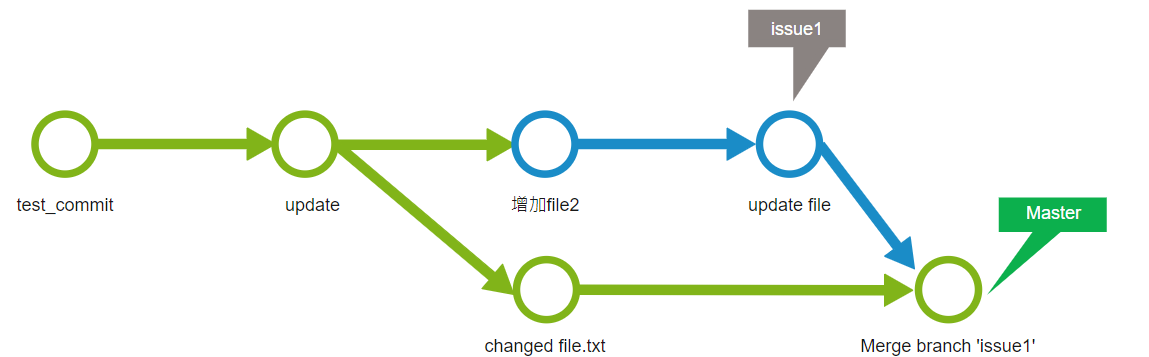 issue1
test_commit
update
增加file2
update file
Master
changed file.txt
Merge branch 'issue1'